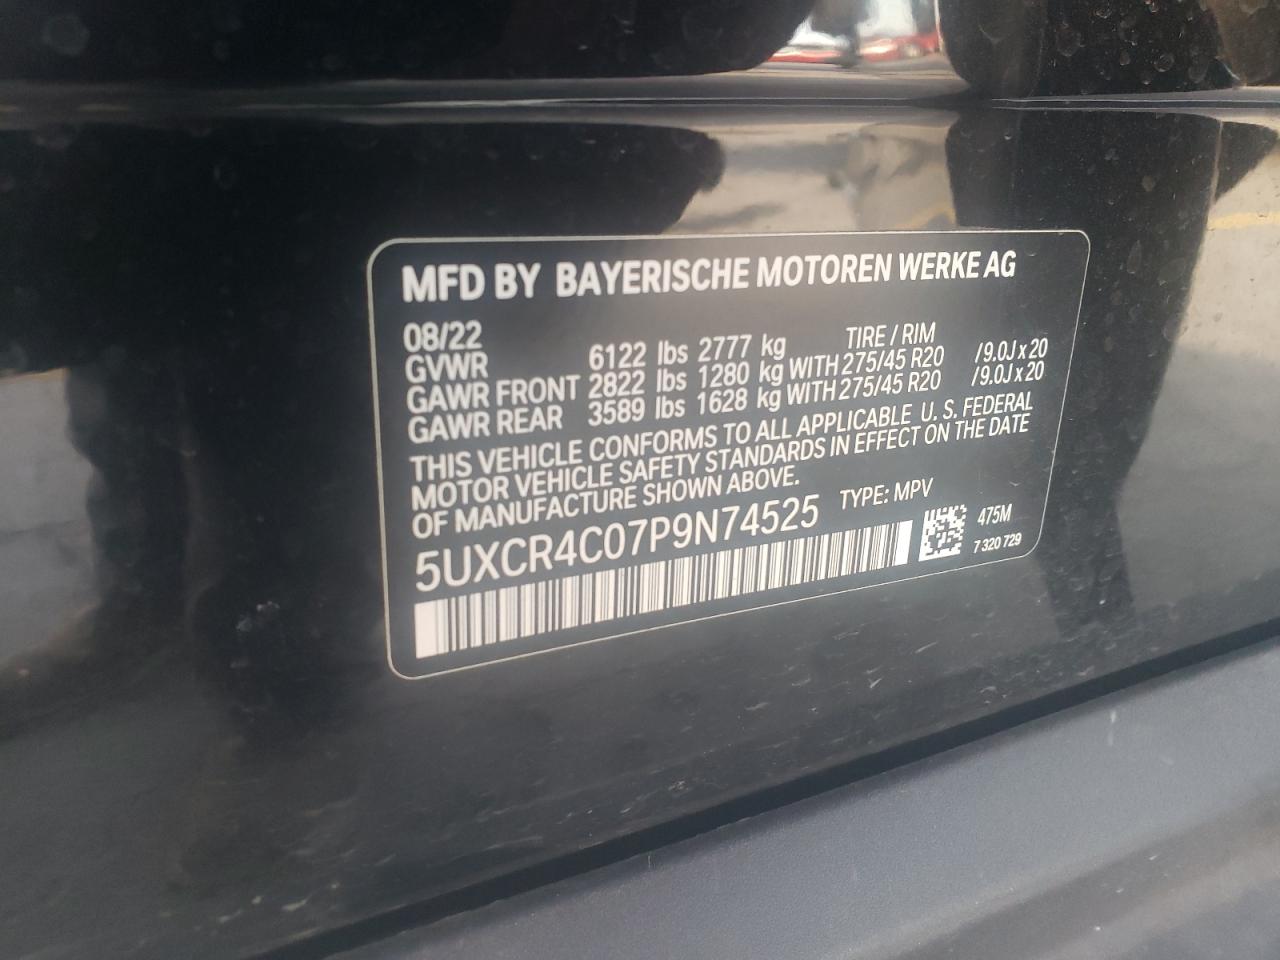 MFD BY BAYERISCHE MOTOREN WERKE AG
08/22 TIRE / RIM
GVWR 6122 lbs 2777 kg
GAWR FRONT 2822 lbs 1280 kg WITH 275/45 R20 /9.0J x 20
GAWR REAR 3589 lbs 1628 kg WITH 275/45 R20 /9.0J x 20
THIS VEHICLE CONFORMS TO ALL APPLICABLE U. S. FEDERAL
MOTOR VEHICLE SAFETY STANDARDS IN EFFECT ON THE DATE
OF MANUFACTURE SHOWN ABOVE.
5UXCR4C07P9N74525 TYPE: MPV
475M
7 320 729